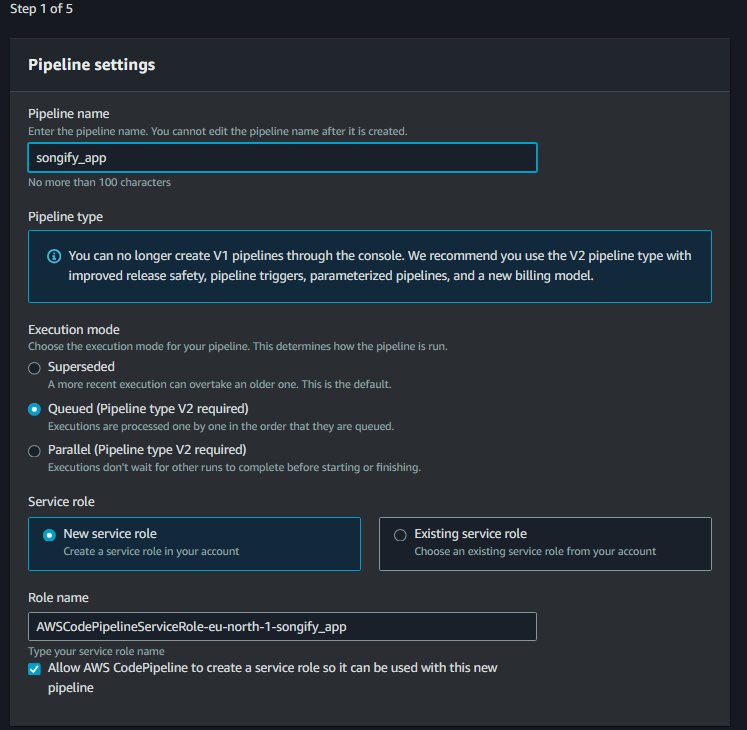 Step 1 of 5
Pipeline settings
Pipeline name
Enter the pipeline name. You cannot edit the pipeline name after it is created.
songify_app
No more than 100 characters
Pipeline type
You can no longer create V1 pipelines through the console. We recommend you use the V2 pipeline type with
improved release safety, pipeline triggers, parameterized pipelines, and a new billing model.
Execution mode
Choose the execution mode for your pipeline. This determines how the pipeline is run.
Superseded
A more recent execution can overtake an older one. This is the default.
Queued (Pipeline type V2 required)
Executions are processed one by one in the order that they are queued.
Parallel (Pipeline type V2 required)
Executions don't wait for other runs to complete before starting or finishing.
Service role
New service role
Create a service role in your account
Existing service role
Choose an existing service role from your account
Role name
AWSCodePipelineServiceRole-eu-north-1-songify_app
Type your service role name
Allow AWS CodePipeline to create a service role so it can be used with this new
pipeline